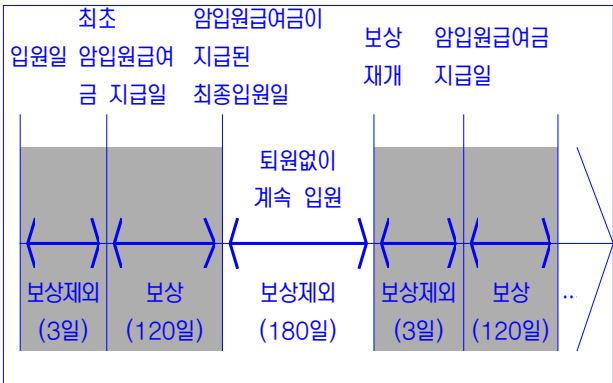 입원일
최초
암입원급여
금 지급일
암입원급여금이
지급된
최종입원일
보상
재개
암입원급여금
지급일
퇴원없이
계속 입원
보상제외
(3일)
보상
(120일)
보상제외
(180일)
보상제외
(3일)
보상
(120일)
...